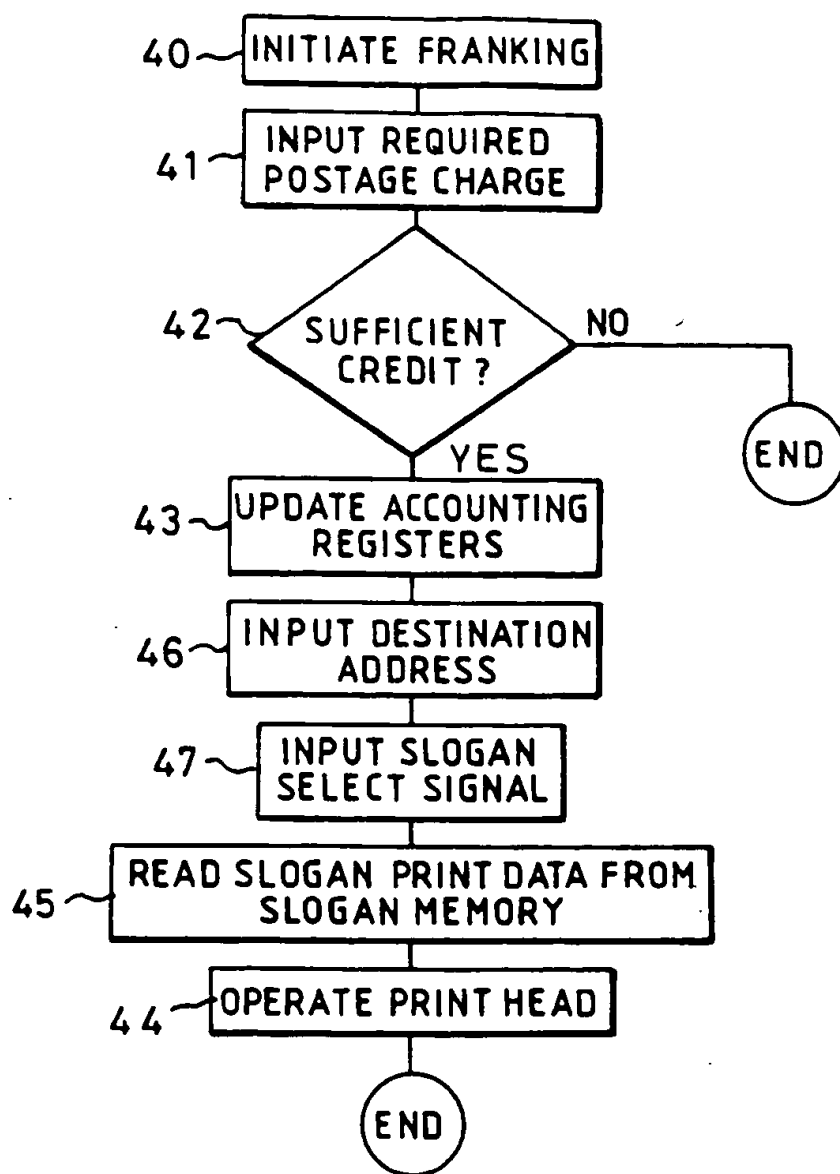 40 INITIATE FRANKING
41 INPUT REQUIRED
POSTAGE CHARGE
42 SUFFICIENT
CREDIT ?
NO
END
YES
43 UPDATE ACCOUNTING
REGISTERS
46 INPUT DESTINATION
ADDRESS
47 INPUT SLOGAN
SELECT SIGNAL
45 READ SLOGAN PRINT DATA FROM
SLOGAN MEMORY
44 OPERATE PRINT HEAD
END